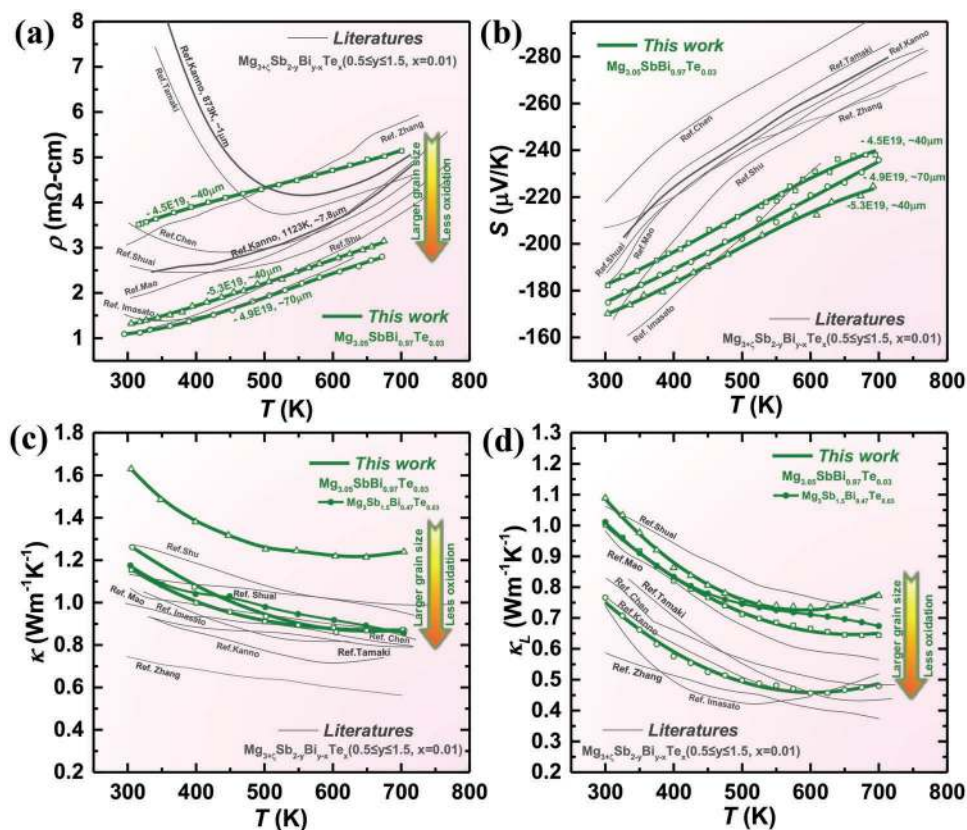 (a)
8
7
6
5
4
3
2
1
ρ (mΩ-cm)
300 400 500 600 700 800
T (K)
Literatures
Mg3+ζSb2-yBiy-xTex(0.5≤y≤1.5, x=0.01)
Ref.Kanno, 873K, ~1μm
Ref.Tamaki
Ref. Zhang
- 4.5E19, ~40μm
Ref.Chen
Ref.Kanno, 1123K, ~7.8μm
Ref.Shuai
Ref.Shu
Ref.Mao
-5.3E19, ~40μm
Ref. Imasato
- 4.9E19, ~70μm
This work
Mg3.05SbBi0.97Te0.03
Larger grain size
Less oxidation
(b)
-280
-260
-240
-220
-200
-180
-160
S (μV/K)
300 400 500 600 700 800
T (K)
This work
Mg3.05SbBi0.97Te0.03
Ref.Kanno
Ref.Tamaki
Ref. Zhang
Ref.Chen
Ref.Shu
- 4.5E19, ~40μm
- 4.9E19, ~70μm
-5.3E19, ~40μm
Ref.Shuai
Ref.Mao
Ref. Imasato
Literatures
Mg3+ζSb2-yBiy-xTex(0.5≤y≤1.5, x=0.01)
(c)
1.8
1.6
1.4
1.2
1.0
0.8
0.6
0.4
0.2
κ (Wm-1K-1)
300 400 500 600 700 800
T (K)
This work
Mg3.05SbBi0.97Te0.03
Mg3Sb1.5Bi0.47Te0.03
Ref.Shu
Ref. Shuai
Ref. Mao
Ref. Imasato
Ref. Chen
Ref.Kanno
Ref.Tamaki
Ref. Zhang
Larger grain size
Less oxidation
Literatures
Mg3+ζSb2-yBiy-xTex(0.5≤y≤1.5, x=0.01)
(d)
1.3
1.2
1.1
1.0
0.9
0.8
0.7
0.6
0.5
0.4
0.3
0.2
κL (Wm-1K-1)
300 400 500 600 700 800
T (K)
This work
Mg3.05SbBi0.97Te0.03
Mg3Sb1.5Bi0.47Te0.03
Ref.Shuai
Ref.Mao
Ref.Tamaki
Ref.Chen
Ref.Kanno
Ref. Zhang
Ref. Imasato
Larger grain size
Less oxidation
Literatures
Mg3+ζSb2-yBiy-xTex(0.5≤y≤1.5, x=0.01)